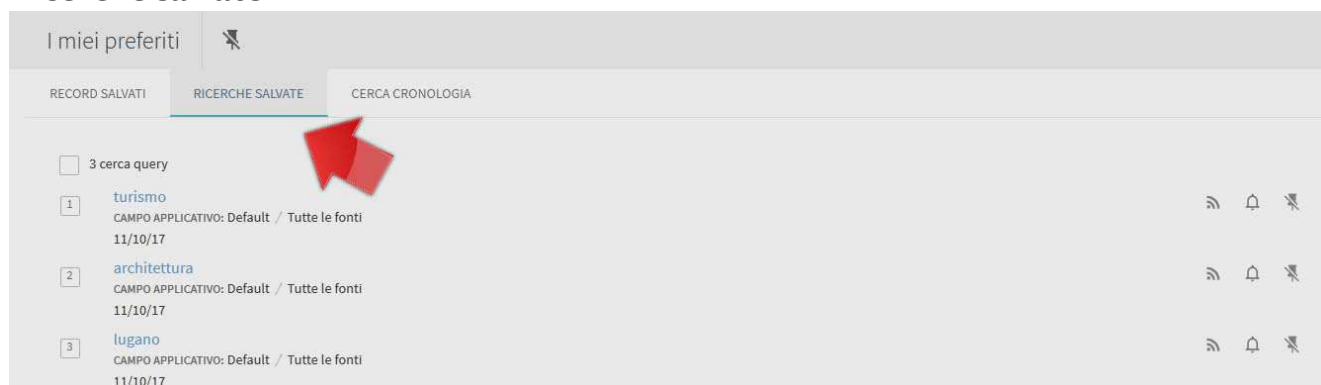 I miei preferiti
RECORD SALVATI RICERCHE SALVATE CERCA CRONOLOGIA
3 cerca query
1 turismo
CAMPO APPLICATIVO: Default / Tutte le fonti
11/10/17
2 architettura
CAMPO APPLICATIVO: Default / Tutte le fonti
11/10/17
3 lugano
CAMPO APPLICATIVO: Default / Tutte le fonti
11/10/17